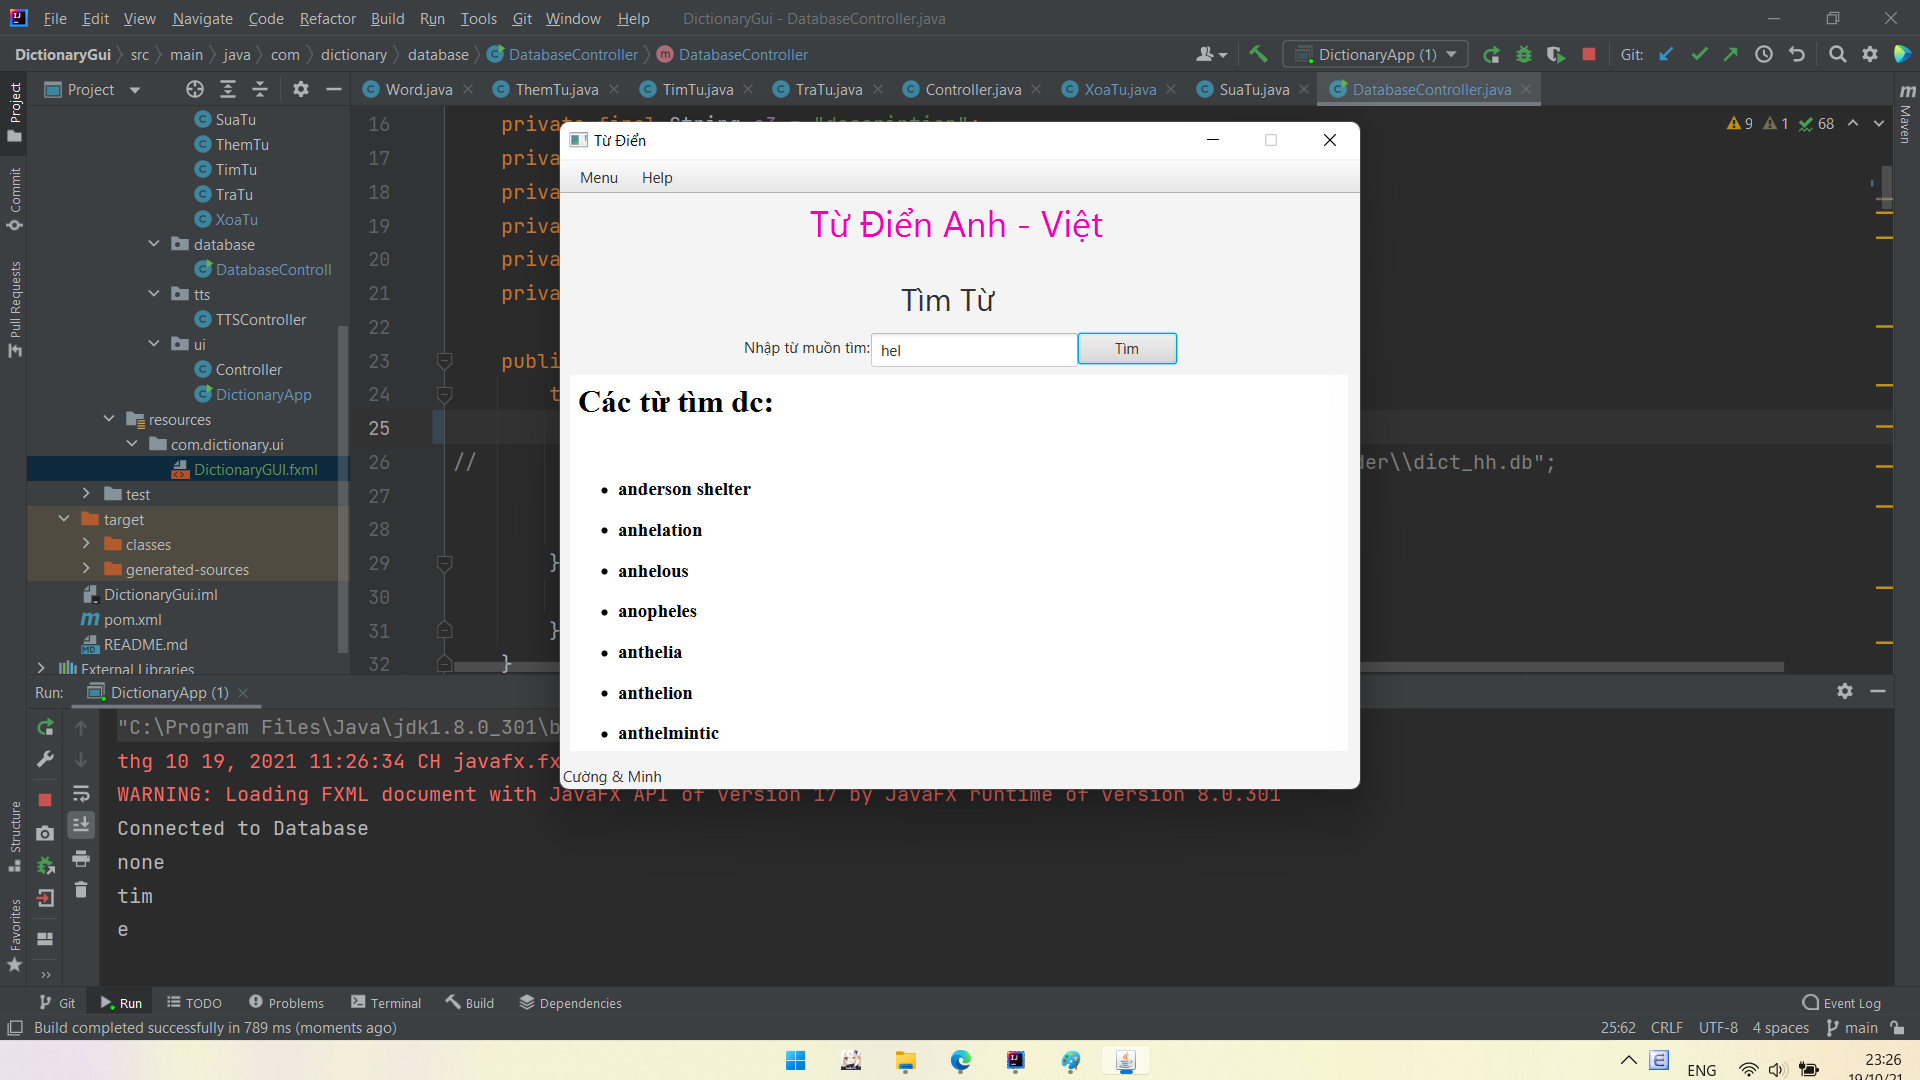 File Edit View Navigate Code Refactor Build Run Tools Git Window Help DictionaryGui - DatabaseController.java
DictionaryGui src main java com dictionary database DatabaseController DatabaseController DictionaryApp (1) Git:
Project Word.java ThemTu.java TimTu.java TraTu.java Controller.java XoaTu.java SuaTu.java DatabaseController.java
Project
Commit
Pull Requests
Structure
Favorites
Maven
SuaTu
ThemTu
TimTu
TraTu
XoaTu
database
DatabaseControll
tts
TTSController
ui
Controller
DictionaryApp
resources
com.dictionary.ui
DictionaryGUI.fxml
test
target
classes
generated-sources
DictionaryGui.iml
pom.xml
README.md
External Libraries
9 1 68
16 private final String
17 priva
18 priva
19 priva
20 priva
21 priva
22
23 publi
24 t
25
26 // der\\dict_hh.db";
27
28
29 }
30
31 }
32 }
Từ Điển
Menu Help
Từ Điển Anh - Việt
Tìm Từ
Nhập từ muồn tìm: hel Tìm
Các từ tìm dc:
• anderson shelter
• anhelation
• anhelous
• anopheles
• anthelia
• anthelion
• anthelmintic
Cường & Minh
Run: DictionaryApp (1)
"C:\Program Files\Java\jdk1.8.0_301\b
thg 10 19, 2021 11:26:34 CH javafx.fx
WARNING: Loading FXML document with JavaFX API of version 17 by JavaFX runtime of version 8.0.301
Connected to Database
none
tim
e
Git Run TODO Problems Terminal Build Dependencies Event Log
Build completed successfully in 789 ms (moments ago) 25:62 CRLF UTF-8 4 spaces main
ENG 23:26
19/10/21